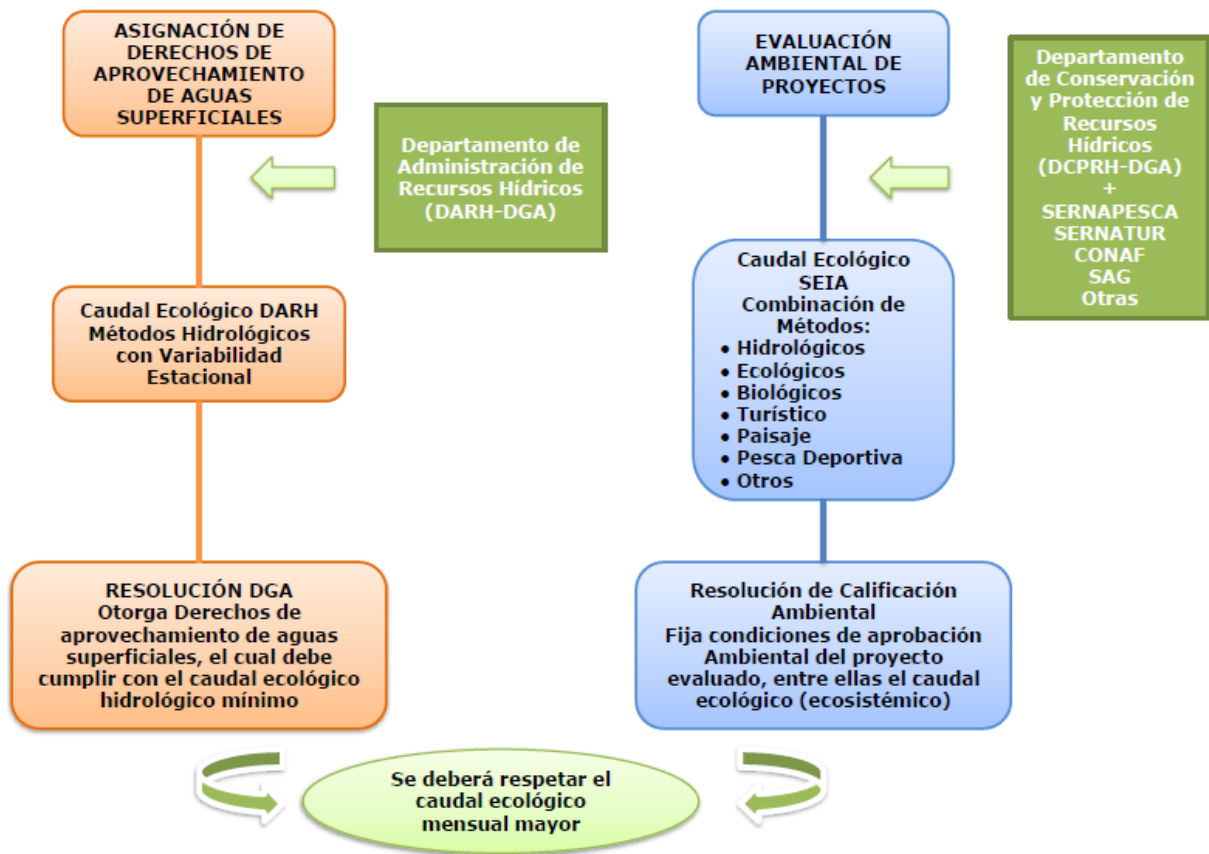 ASIGNACIÓN DE
DERECHOS DE
APROVECHAMIENTO
DE AGUAS
SUPERFICIALES
Departamento de
Administración de
Recursos Hídricos
(DARH-DGA)
Caudal Ecológico DARH
Métodos Hidrológicos
con Variabilidad
Estacional
RESOLUCIÓN DGA
Otorga Derechos de
aprovechamiento de aguas
superficiales, el cual debe
cumplir con el caudal ecológico
hidrológico mínimo
EVALUACIÓN
AMBIENTAL DE
PROYECTOS
Departamento
de Conservación
y Protección de
Recursos
Hídricos
(DCPRH-DGA)
+
SERNAPESCA
SERNATUR
CONAF
SAG
Otras
Caudal Ecológico
SEIA
Combinación de
Métodos:
• Hidrológicos
• Ecológicos
• Biológicos
• Turístico
• Paisaje
• Pesca Deportiva
• Otros
Resolución de Calificación
Ambiental
Fija condiciones de aprobación
Ambiental del proyecto
evaluado, entre ellas el caudal
ecológico (ecosistémico)
Se deberá respetar el
caudal ecológico
mensual mayor